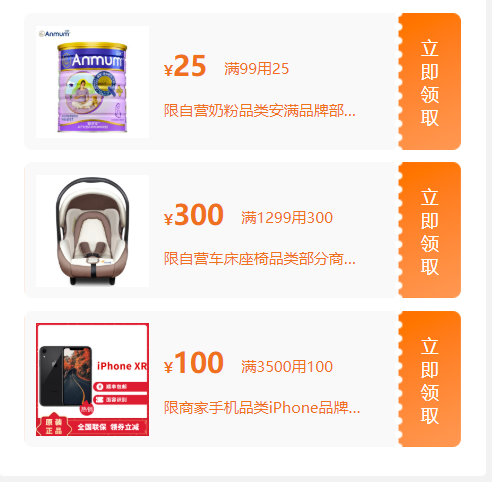 Anmum
Anmum
¥25 满99用25
限自营奶粉品类安满品牌部...
立即领取
¥300 满1299用300
限自营车床座椅品类部分商...
立即领取
iPhone XR
顺丰包邮
面容识别
热销
原装正品
全国联保 领券立减
¥100 满3500用100
限商家手机品类iPhone品牌...
立即领取